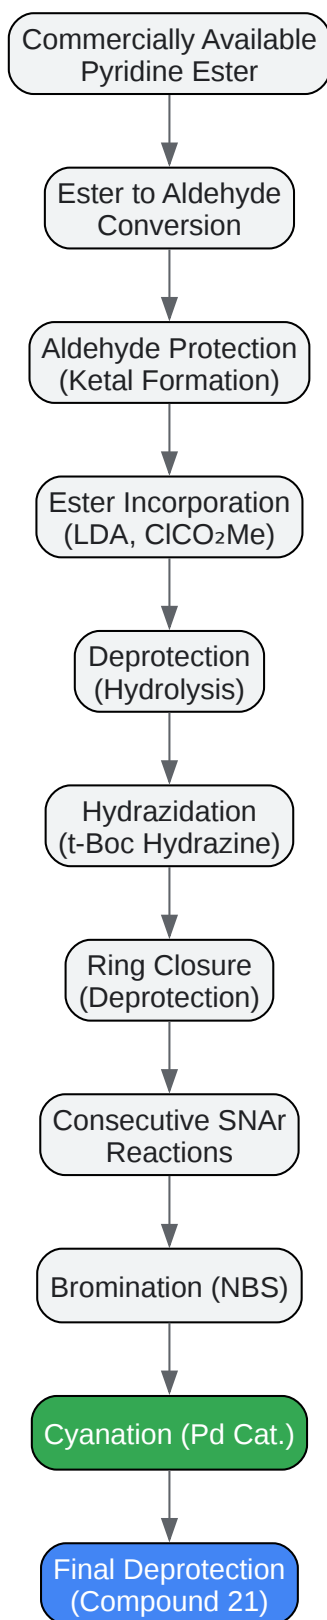 Commercially Available
Pyridine Ester
Ester to Aldehyde
Conversion
Aldehyde Protection
(Ketal Formation)
Ester Incorporation
(LDA, ClCO₂Me)
Deprotection
(Hydrolysis)
Hydrazidation
(t-Boc Hydrazine)
Ring Closure
(Deprotection)
Consecutive SNAr
Reactions
Bromination (NBS)
Cyanation (Pd Cat.)
Final Deprotection
(Compound 21)